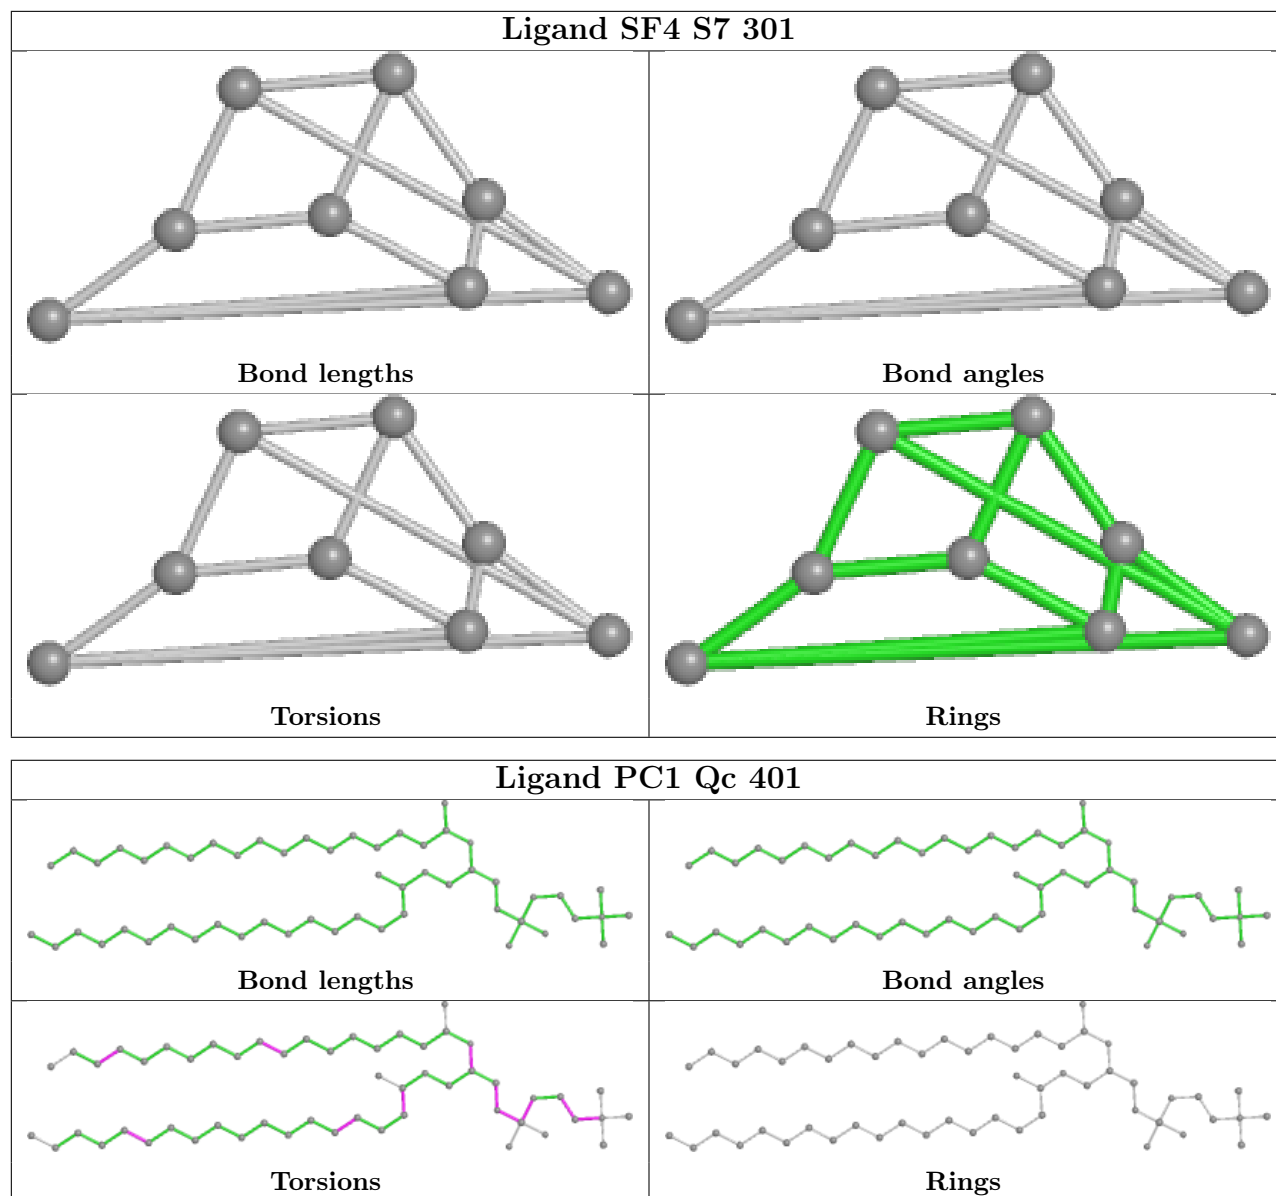 Ligand SF4 S7 301
Bond lengths
Bond angles
Torsions
Rings
Ligand PC1 Qc 401
Bond lengths
Bond angles
Torsions
Rings